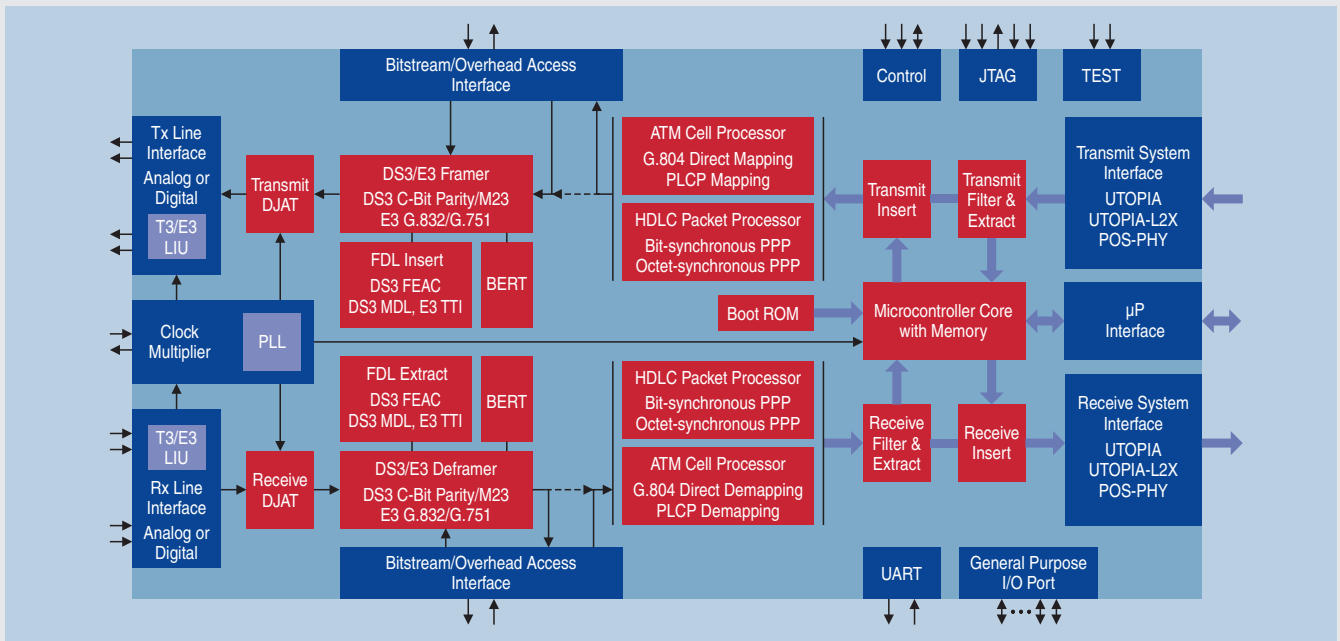 Bitstream/Overhead Access
Interface
Control
JTAG
TEST
Tx Line
Interface
Analog or
Digital
T3/E3
LIU
Transmit
DJAT
DS3/E3 Framer
DS3 C-Bit Parity/M23
E3 G.832/G.751
FDL Insert
DS3 FEAC
DS3 MDL, E3 TTI
BERT
ATM Cell Processor
G.804 Direct Mapping
PLCP Mapping
HDLC Packet Processor
Bit-synchronous PPP
Octet-synchronous PPP
Transmit
Insert
Transmit
Filter &
Extract
Transmit System
Interface
UTOPIA
UTOPIA-L2X
POS-PHY
Clock
Multiplier
PLL
Boot ROM
Microcontroller Core
with Memory
µP
Interface
T3/E3
LIU
Rx Line
Interface
Analog or
Digital
Receive
DJAT
FDL Extract
DS3 FEAC
DS3 MDL, E3 TTI
BERT
DS3/E3 Deframer
DS3 C-Bit Parity/M23
E3 G.832/G.751
HDLC Packet Processor
Bit-synchronous PPP
Octet-synchronous PPP
ATM Cell Processor
G.804 Direct Demapping
PLCP Demapping
Receive
Filter &
Extract
Receive
Insert
Receive System
Interface
UTOPIA
UTOPIA-L2X
POS-PHY
Bitstream/Overhead Access
Interface
UART
General Purpose
I/O Port